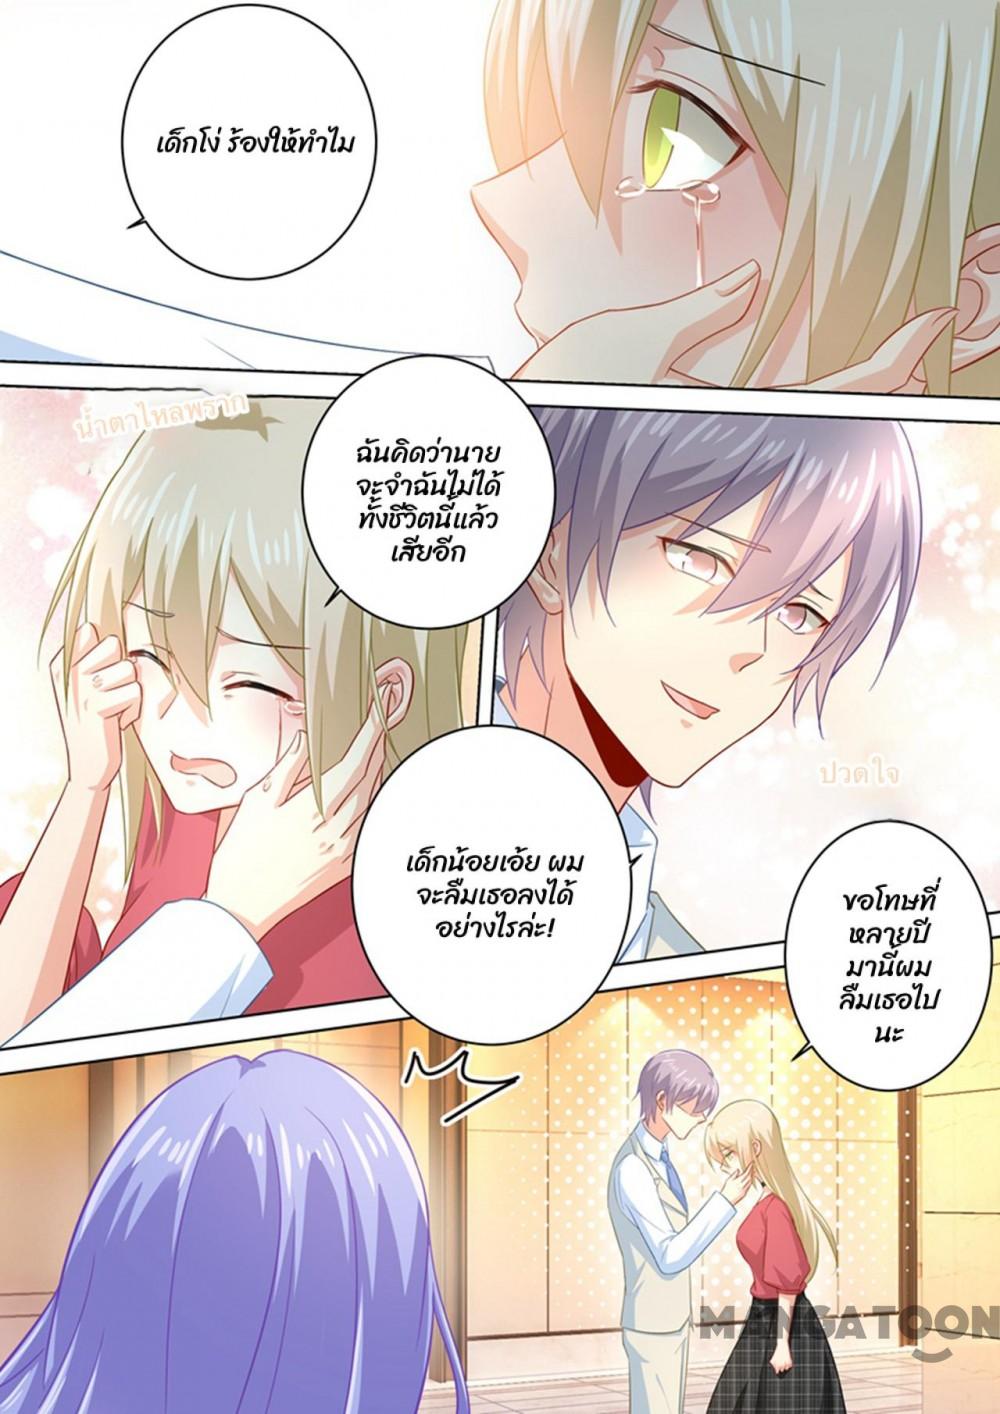 เด็กโง่ ร้องให้ทำไม
น้ำตาไหลพราก
ฉันคิดว่านาย
จะจำฉันไม่ได้
ทั้งชีวิตนี้แล้ว
เสียอีก
ปวดใจ
เด็กน้อยเอ้ย ผม
จะลืมเธอลงได้
อย่างไรล่ะ!
ขอโทษที่
หลายปี
มานี้ผม
ลืมเธอไป
นะ
MANGATOON